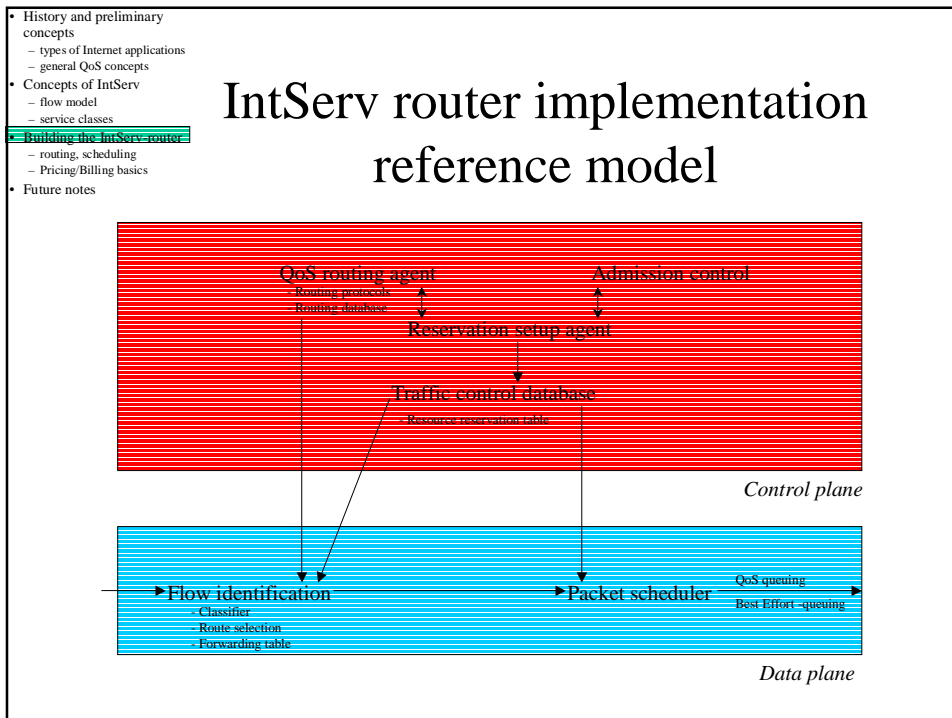 • History and preliminary
concepts
– types of Internet applications
– general QoS concepts
• Concepts of IntServ
– flow model
– service classes
• Building the IntServ-router
– routing, scheduling
– Pricing/Billing basics
• Future notes
IntServ router implementation
reference model
QoS routing agent
- Routing protocols
- Routing database
Admission control
Reservation setup agent
Traffic control database
- Resource reservation table
Control plane
Flow identification
- Classifier
- Route selection
- Forwarding table
Packet scheduler
QoS queuing
Best Effort -queuing
Data plane